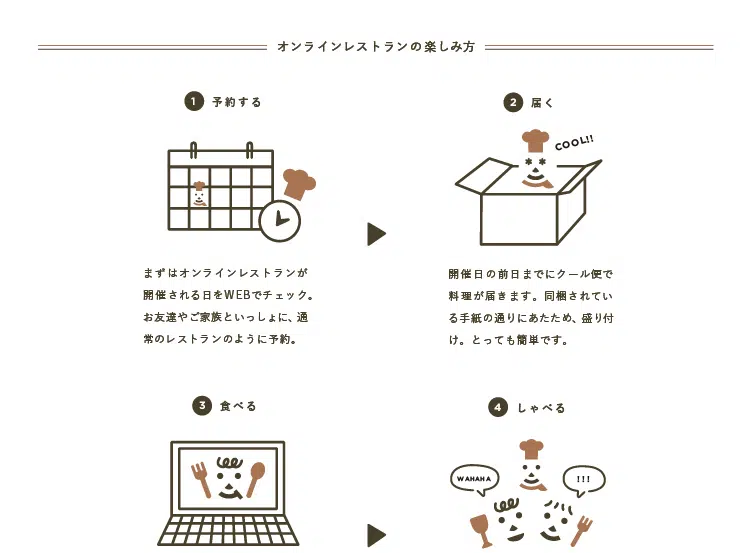 オンラインレストランの楽しみ方
1 予約する
まずはオンラインレストランが
開催される日をWEBでチェック。
お友達やご家族といっしょに、通
常のレストランのように予約。
2 届く
COOL!!
開催日の前日までにクール便で
料理が届きます。同梱されてい
る手紙の通りにあたため、盛り付
け。とっても簡単です。
3 食べる
4 しゃべる
WAHAHA
!!!